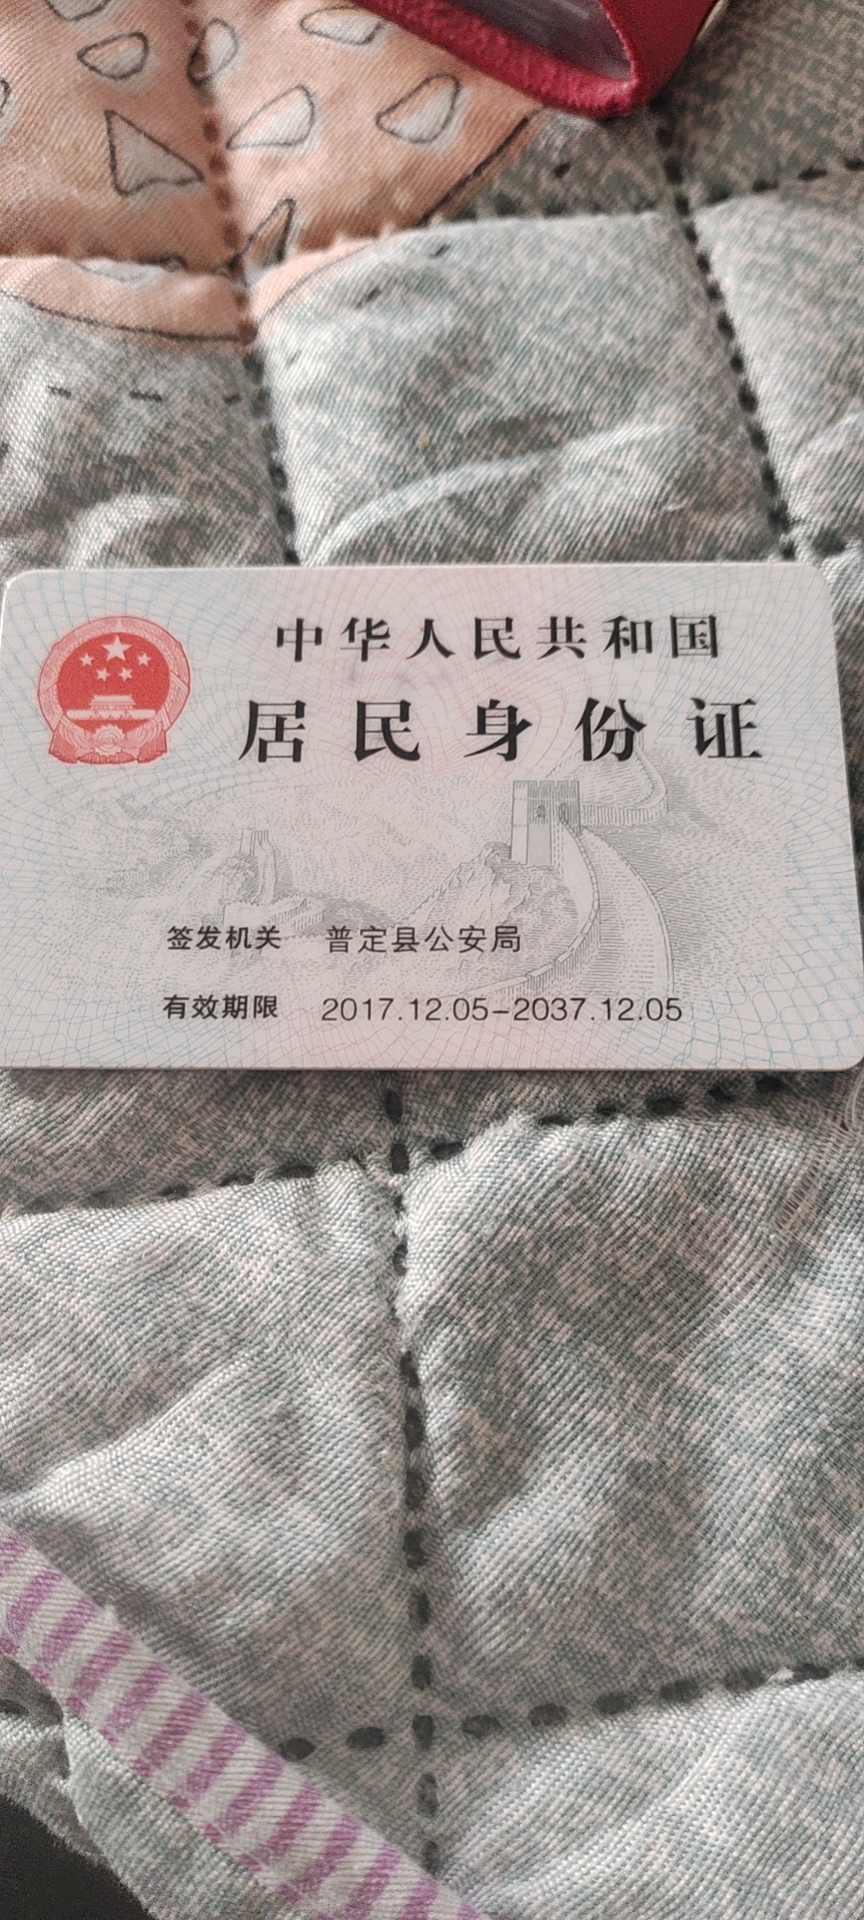 中华人民共和国
居民身份证
签发机关 普定县公安局
有效期限 2017.12.05-2037.12.05